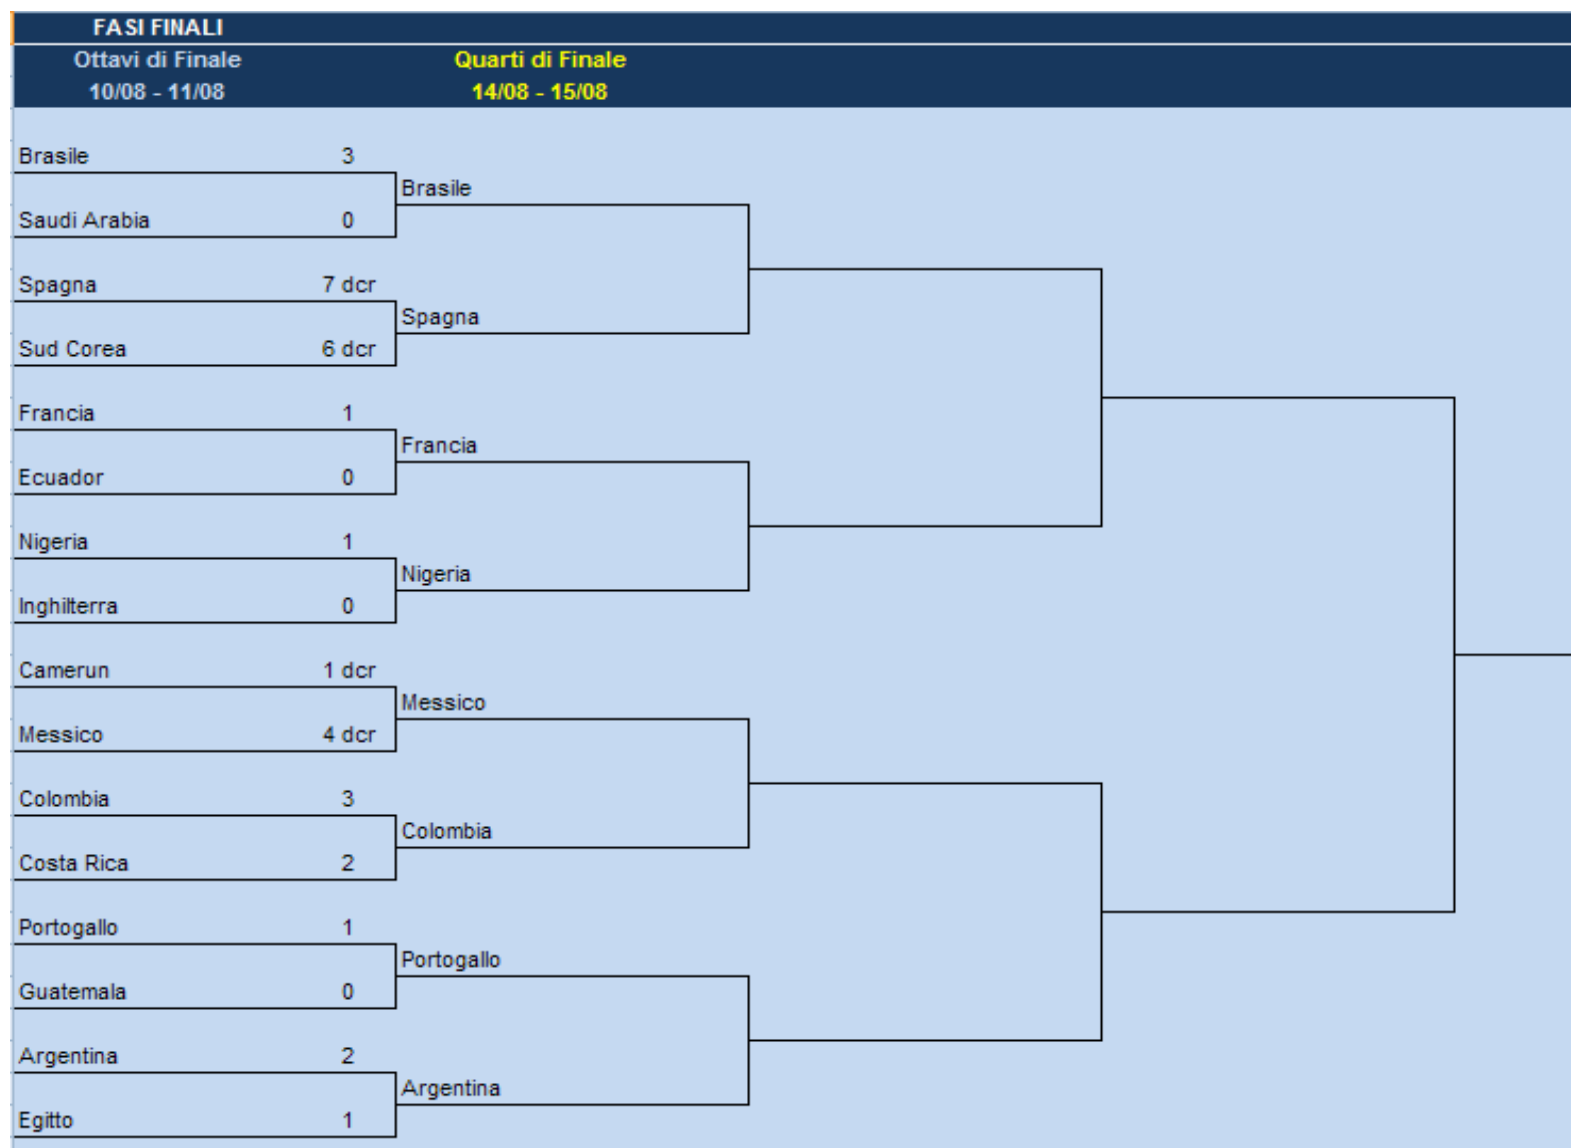 FASI FINALI
Ottavi di Finale Quarti di Finale
10/08 - 11/08 14/08 - 15/08
Brasile 3
Brasile
Saudi Arabia 0
Spagna 7 dcr
Spagna
Sud Corea 6 dcr
Francia 1
Francia
Ecuador 0
Nigeria 1
Nigeria
Inghilterra 0
Camerun 1 dcr
Messico
Messico 4 dcr
Colombia 3
Colombia
Costa Rica 2
Portogallo 1
Portogallo
Guatemala 0
Argentina 2
Argentina
Egitto 1